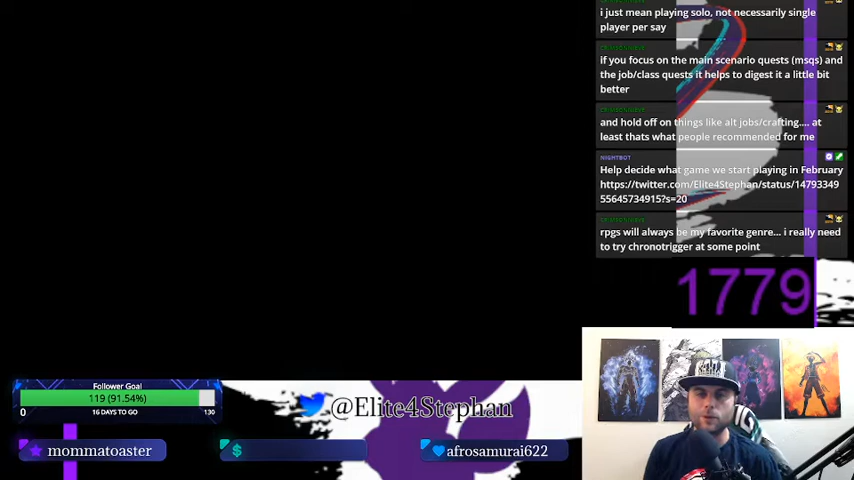 i just mean playing solo, not necessarily single
player per say
if you focus on the main scenario quests (msqs) and
the job/class quests it helps to digest it a little bit
better
and hold off on things like alt jobs/crafting.... at
least thats what people recommended for me
NIGHTBOT
Help decide what game we start playing in February
https://twitter.com/Elite4Stephan/status/14793349
55645734915?s=20
rpgs will always be my favorite genre... i really need
to try chronotrigger at some point
1779
Follower Goal
119 (91.54%)
0
16 DAYS TO GO
130
@Elite4Stephan
mommatoaster
$
afrosamurai622